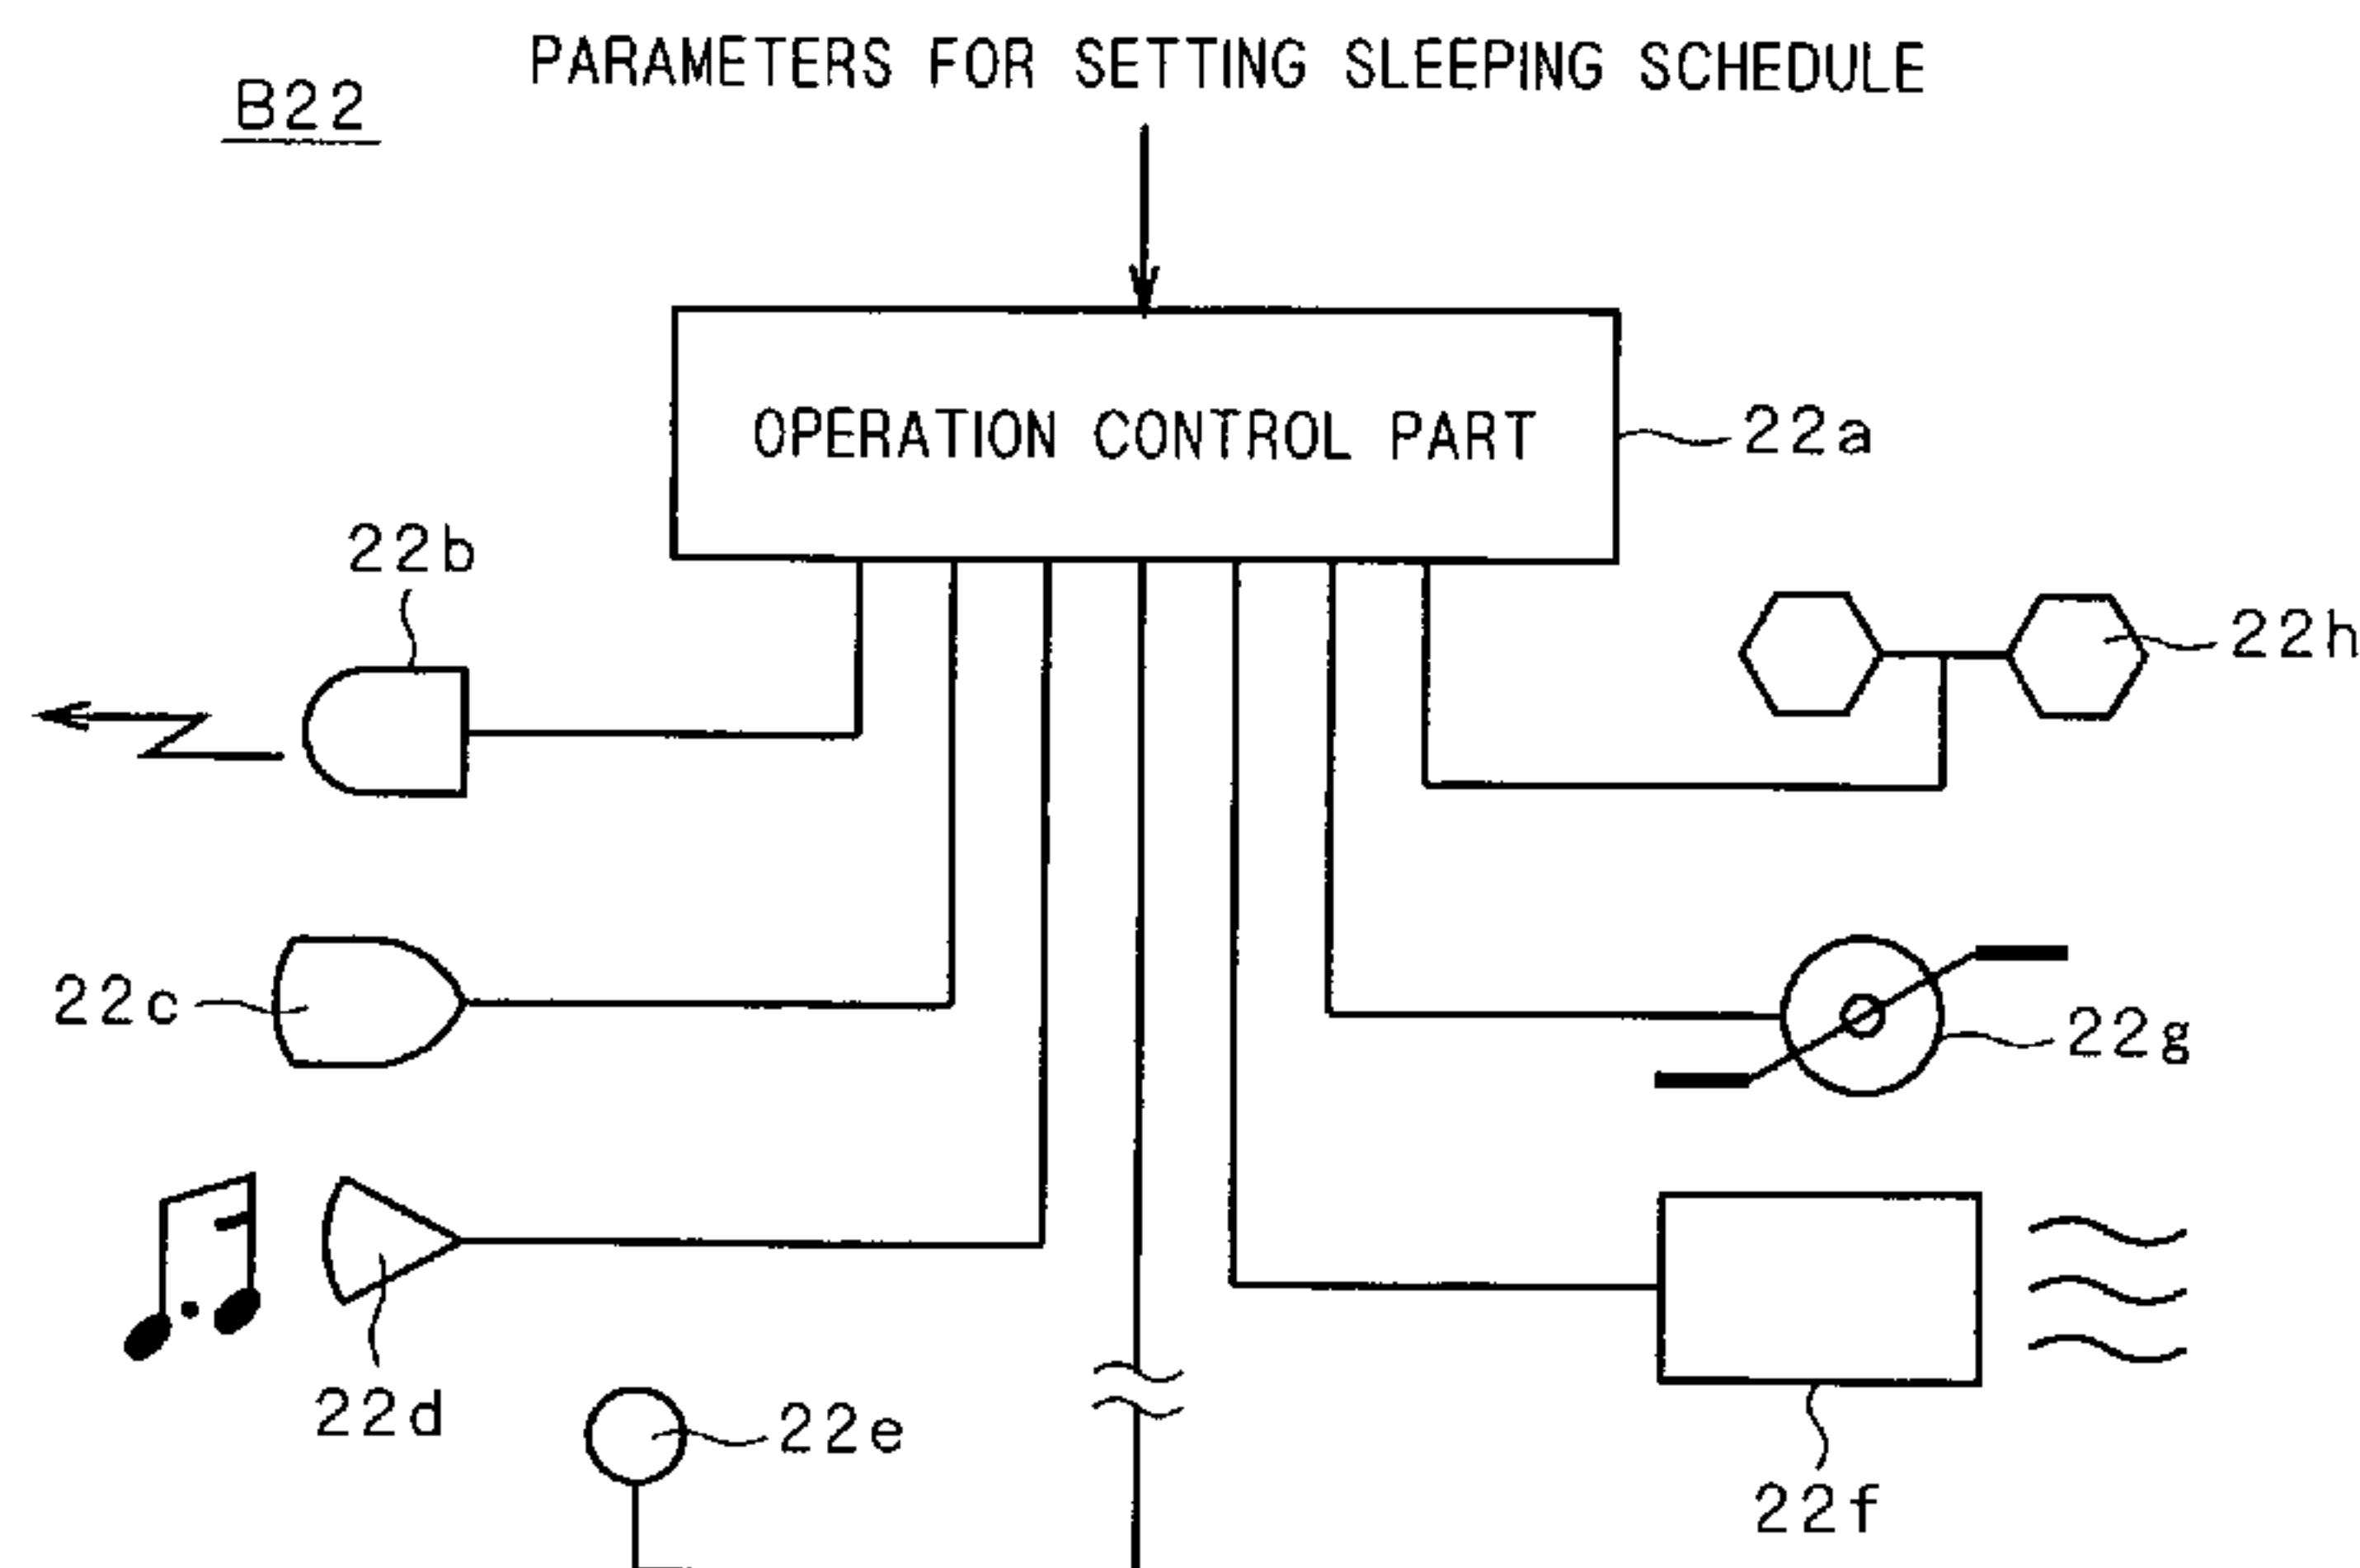 PARAMETERS FOR SETTING SLEEPING SCHEDULE
B22
OPERATION CONTROL PART
22a
22b
22h
22c
22g
22d
22e
22f